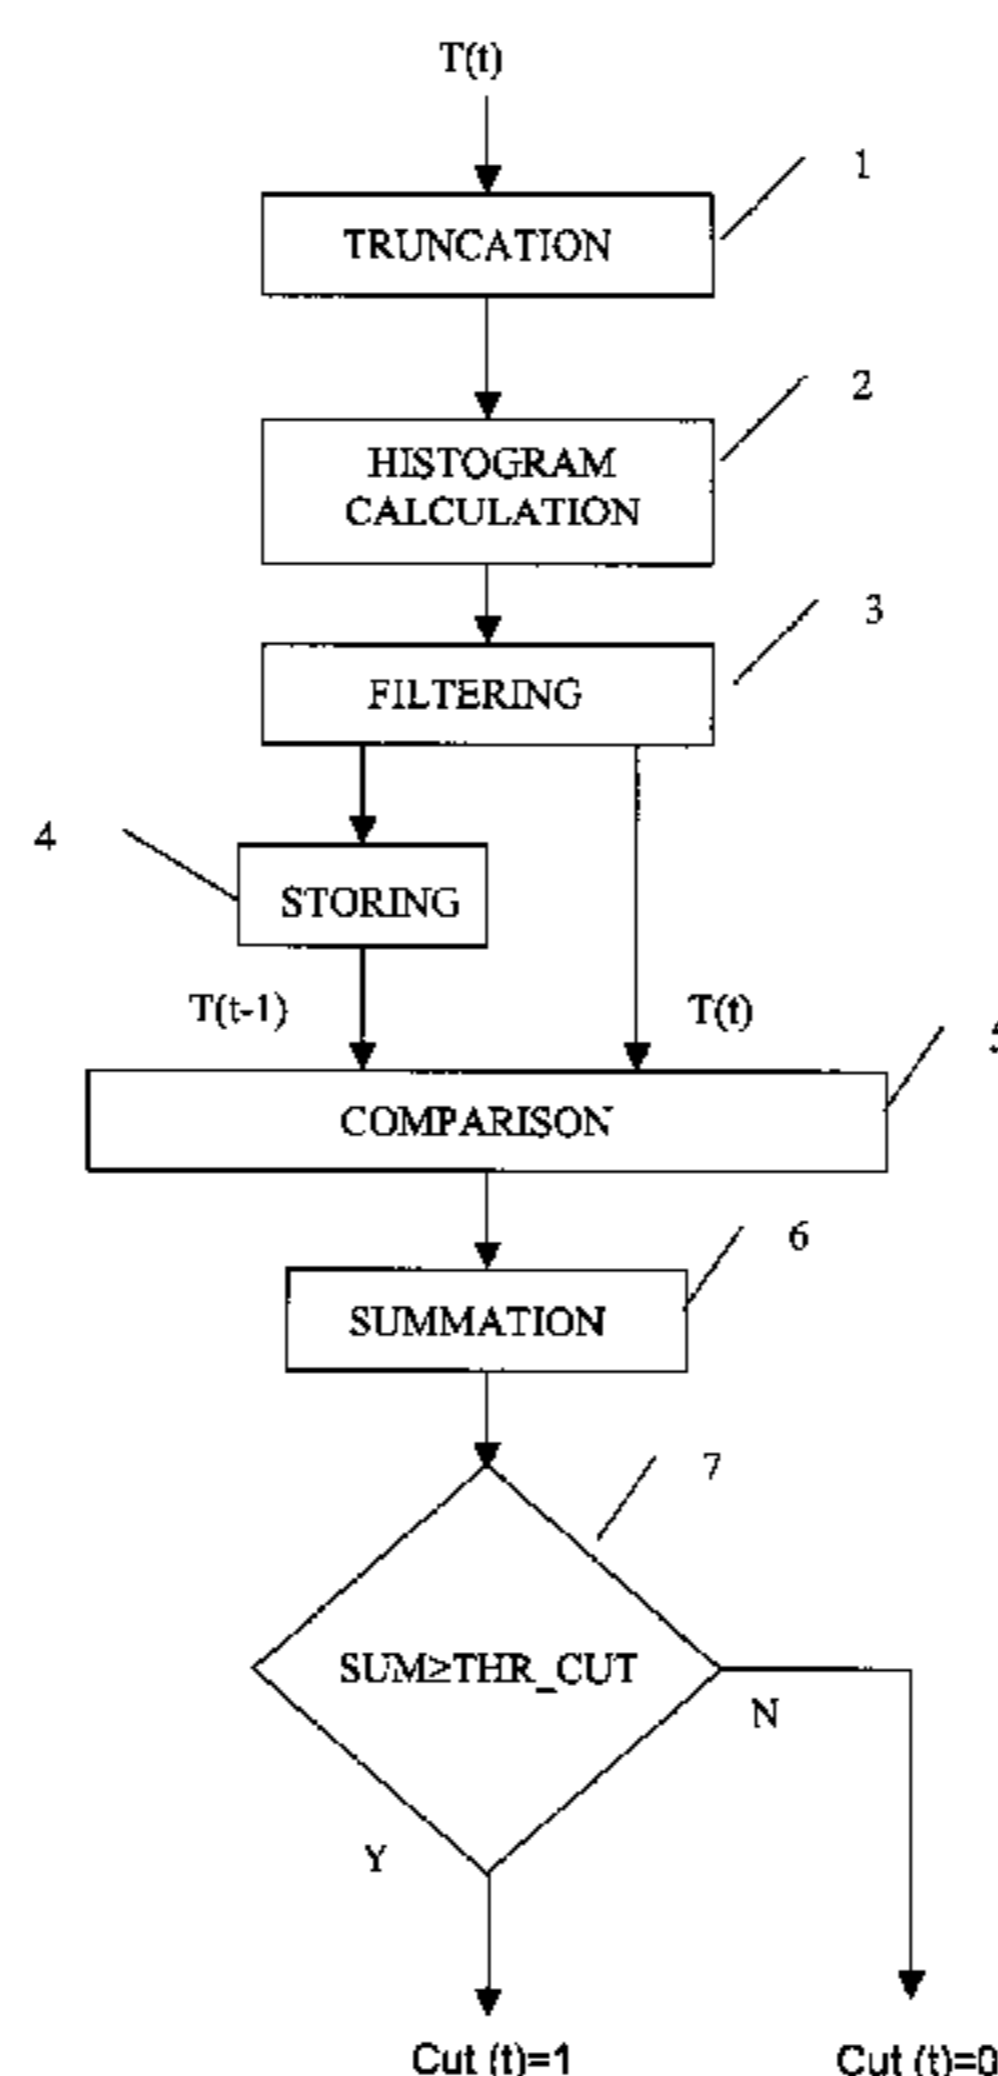 T(t)
1
TRUNCATION
2
HISTOGRAM
CALCULATION
3
FILTERING
4
STORING
T(t-1)
T(t)
5
COMPARISON
6
SUMMATION
7
SUM≥THR_CUT
N
Y
Cut (t)=1
Cut (t)=0